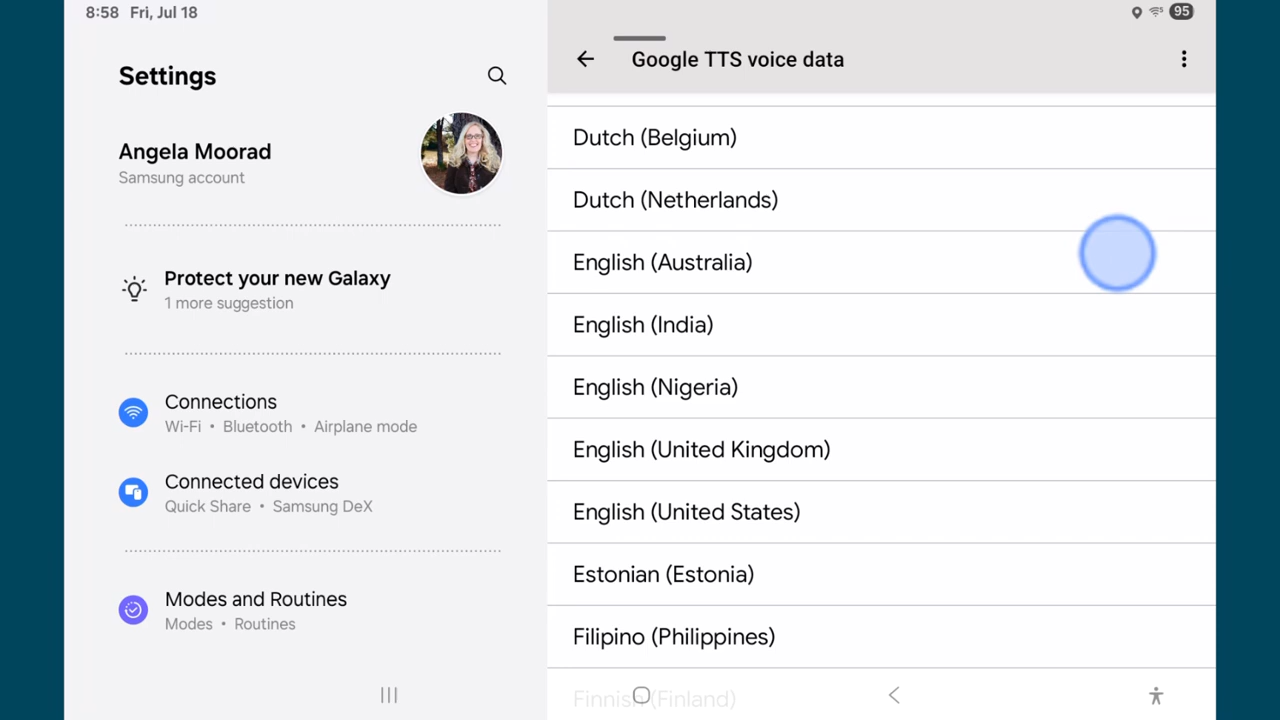 8:58 Fri, Jul 18
95
Settings
Angela Moorad
Samsung account
Protect your new Galaxy
1 more suggestion
Connections
Wi-Fi • Bluetooth • Airplane mode
Connected devices
Quick Share • Samsung DeX
Modes and Routines
Modes • Routines
Google TTS voice data
Dutch (Belgium)
Dutch (Netherlands)
English (Australia)
English (India)
English (Nigeria)
English (United Kingdom)
English (United States)
Estonian (Estonia)
Filipino (Philippines)
Finnish (Finland)